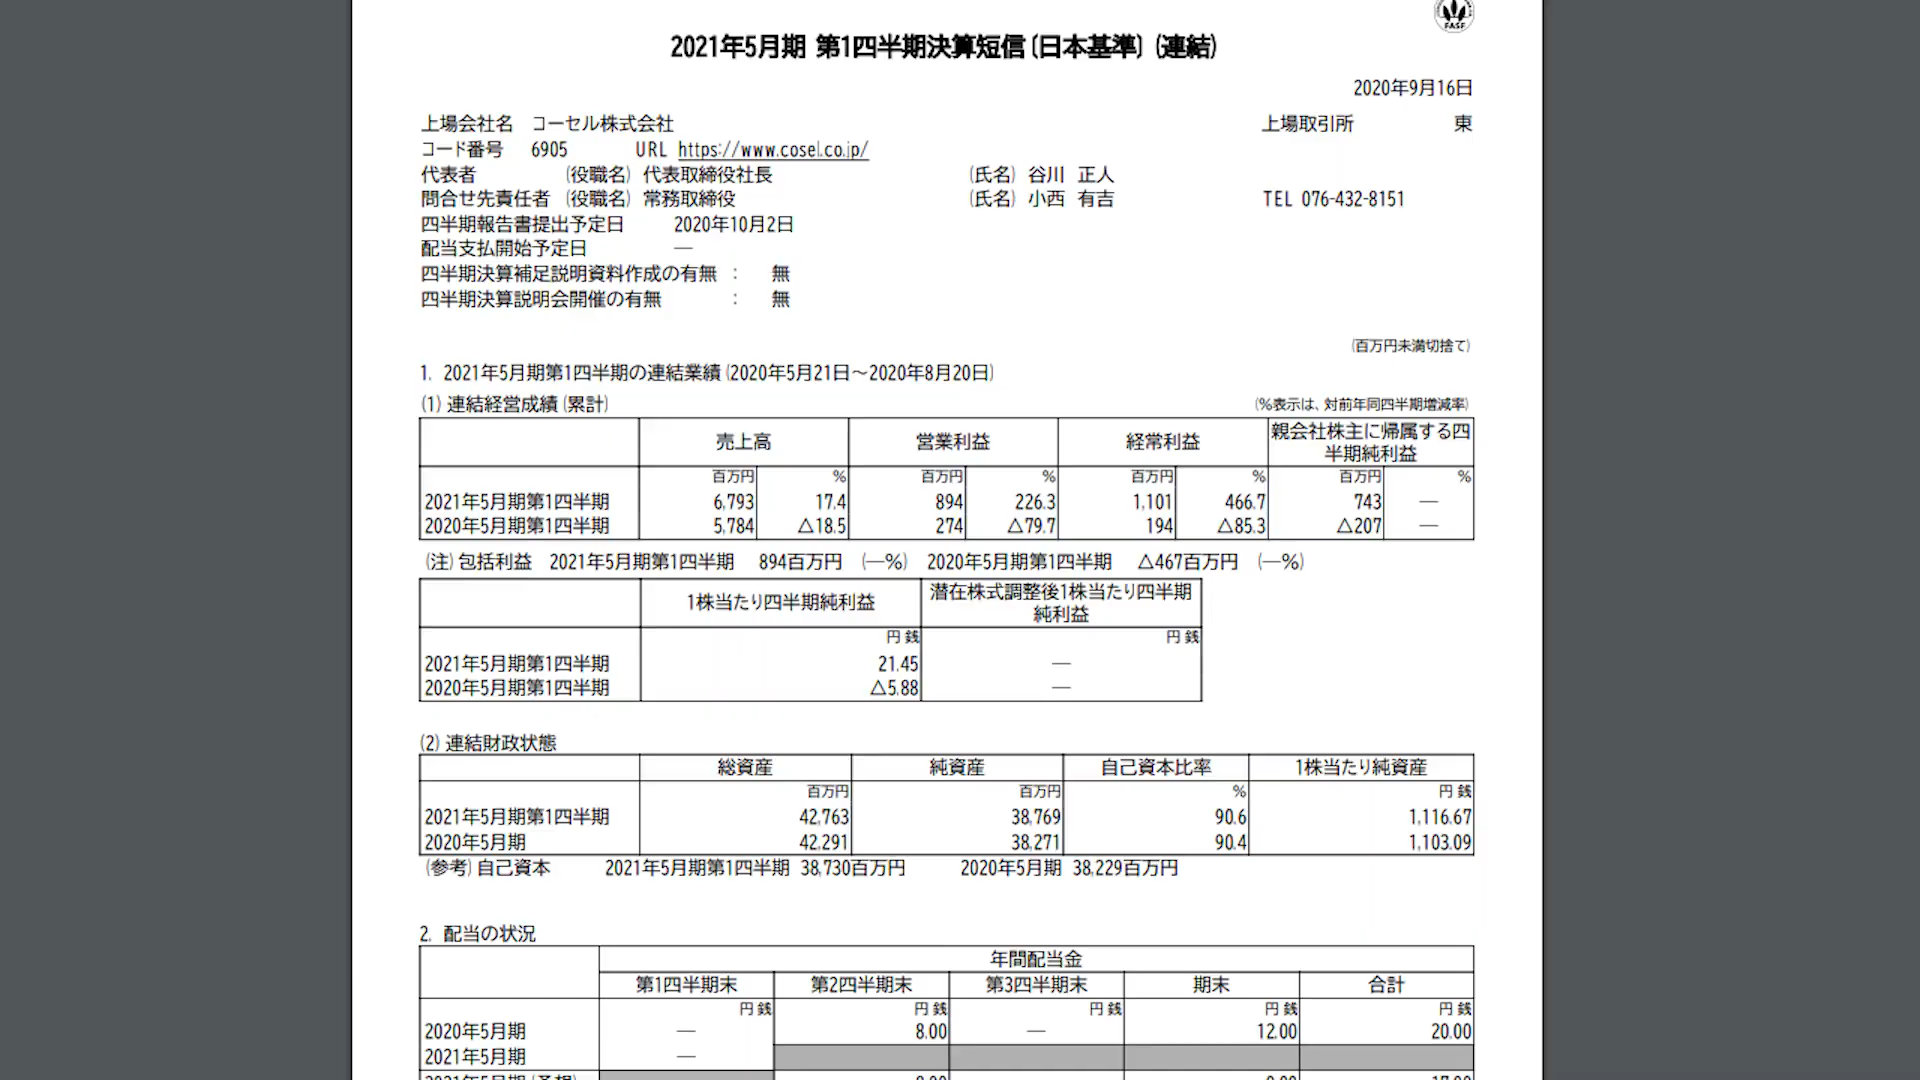 FASF
2021年5月期 第1四半期決算短信〔日本基準〕(連結)
2020年9月16日
上場会社名 コーセル株式会社 上場取引所 東
コード番号 6905 URL https://www.cosel.co.jp/
代表者 (役職名) 代表取締役社長 (氏名) 谷川 正人
問合せ先責任者 (役職名) 常務取締役 (氏名) 小西 有吉 TEL 076-432-8151
四半期報告書提出予定日 2020年10月2日
配当支払開始予定日 ―
四半期決算補足説明資料作成の有無 : 無
四半期決算説明会開催の有無 : 無
(百万円未満切捨て)
1. 2021年5月期第1四半期の連結業績(2020年5月21日～2020年8月20日)
(1) 連結経営成績(累計) (%表示は、対前年同四半期増減率)
売上高 営業利益 経常利益 親会社株主に帰属する四半期純利益
百万円 % 百万円 % 百万円 % 百万円 %
2021年5月期第1四半期 6,793 17.4 894 226.3 1,101 466.7 743 ―
2020年5月期第1四半期 5,784 △18.5 274 △79.7 194 △85.3 △207 ―
(注)包括利益 2021年5月期第1四半期 894百万円 (―%) 2020年5月期第1四半期 △467百万円 (―%)
1株当たり四半期純利益 潜在株式調整後1株当たり四半期純利益
円 銭 円 銭
2021年5月期第1四半期 21.45 ―
2020年5月期第1四半期 △5.88 ―
(2) 連結財政状態
総資産 純資産 自己資本比率 1株当たり純資産
百万円 百万円 % 円 銭
2021年5月期第1四半期 42,763 38,769 90.6 1,116.67
2020年5月期 42,291 38,271 90.4 1,103.09
(参考)自己資本 2021年5月期第1四半期 38,730百万円 2020年5月期 38,229百万円
2. 配当の状況
年間配当金
第1四半期末 第2四半期末 第3四半期末 期末 合計
円 銭 円 銭 円 銭 円 銭 円 銭
2020年5月期 ― 8.00 ― 12.00 20.00
2021年5月期 ―